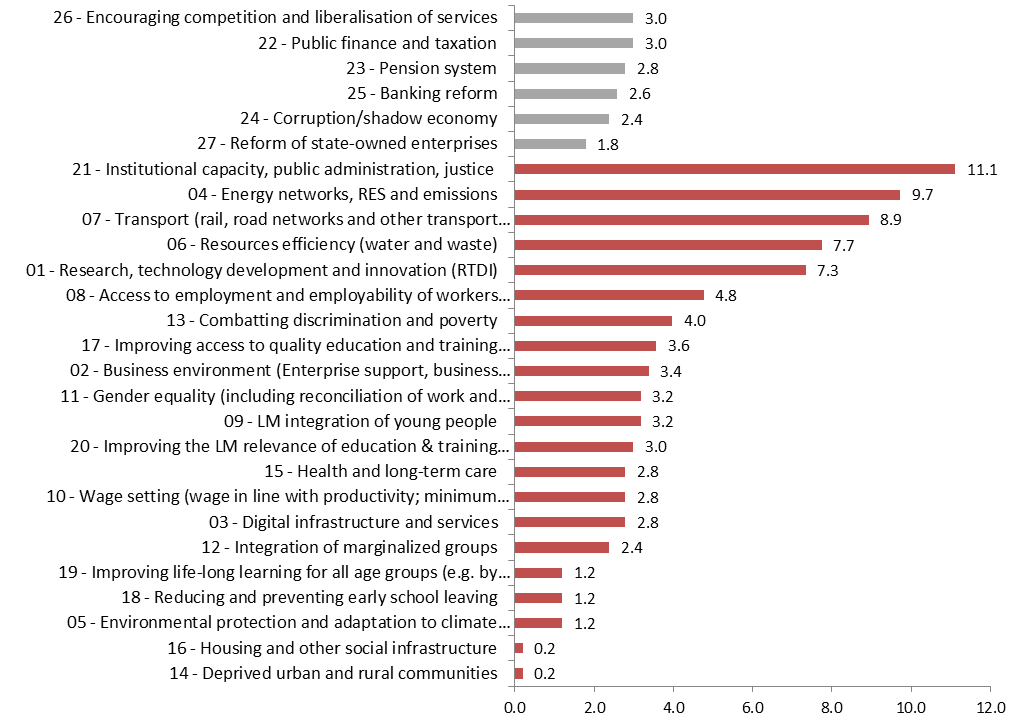 26 - Encouraging competition and liberalisation of services 3.0
22 - Public finance and taxation 3.0
23 - Pension system 2.8
25 - Banking reform 2.6
24 - Corruption/shadow economy 2.4
27 - Reform of state-owned enterprises 1.8
21 - Institutional capacity, public administration, justice 11.1
04 - Energy networks, RES and emissions 9.7
07 - Transport (rail, road networks and other transport... 8.9
06 - Resources efficiency (water and waste) 7.7
01 - Research, technology development and innovation (RTDI) 7.3
08 - Access to employment and employability of workers... 4.8
13 - Combatting discrimination and poverty 4.0
17 - Improving access to quality education and training... 3.6
02 - Business environment (Enterprise support, business... 3.4
11 - Gender equality (including reconciliation of work and... 3.2
09 - LM integration of young people 3.2
20 - Improving the LM relevance of education & training... 3.0
15 - Health and long-term care 2.8
10 - Wage setting (wage in line with productivity; minimum... 2.8
03 - Digital infrastructure and services 2.8
12 - Integration of marginalized groups 2.4
19 - Improving life-long learning for all age groups (e.g. by... 1.2
18 - Reducing and preventing early school leaving 1.2
05 - Environmental protection and adaptation to climate... 1.2
16 - Housing and other social infrastructure 0.2
14 - Deprived urban and rural communities 0.2
0.0 2.0 4.0 6.0 8.0 10.0 12.0